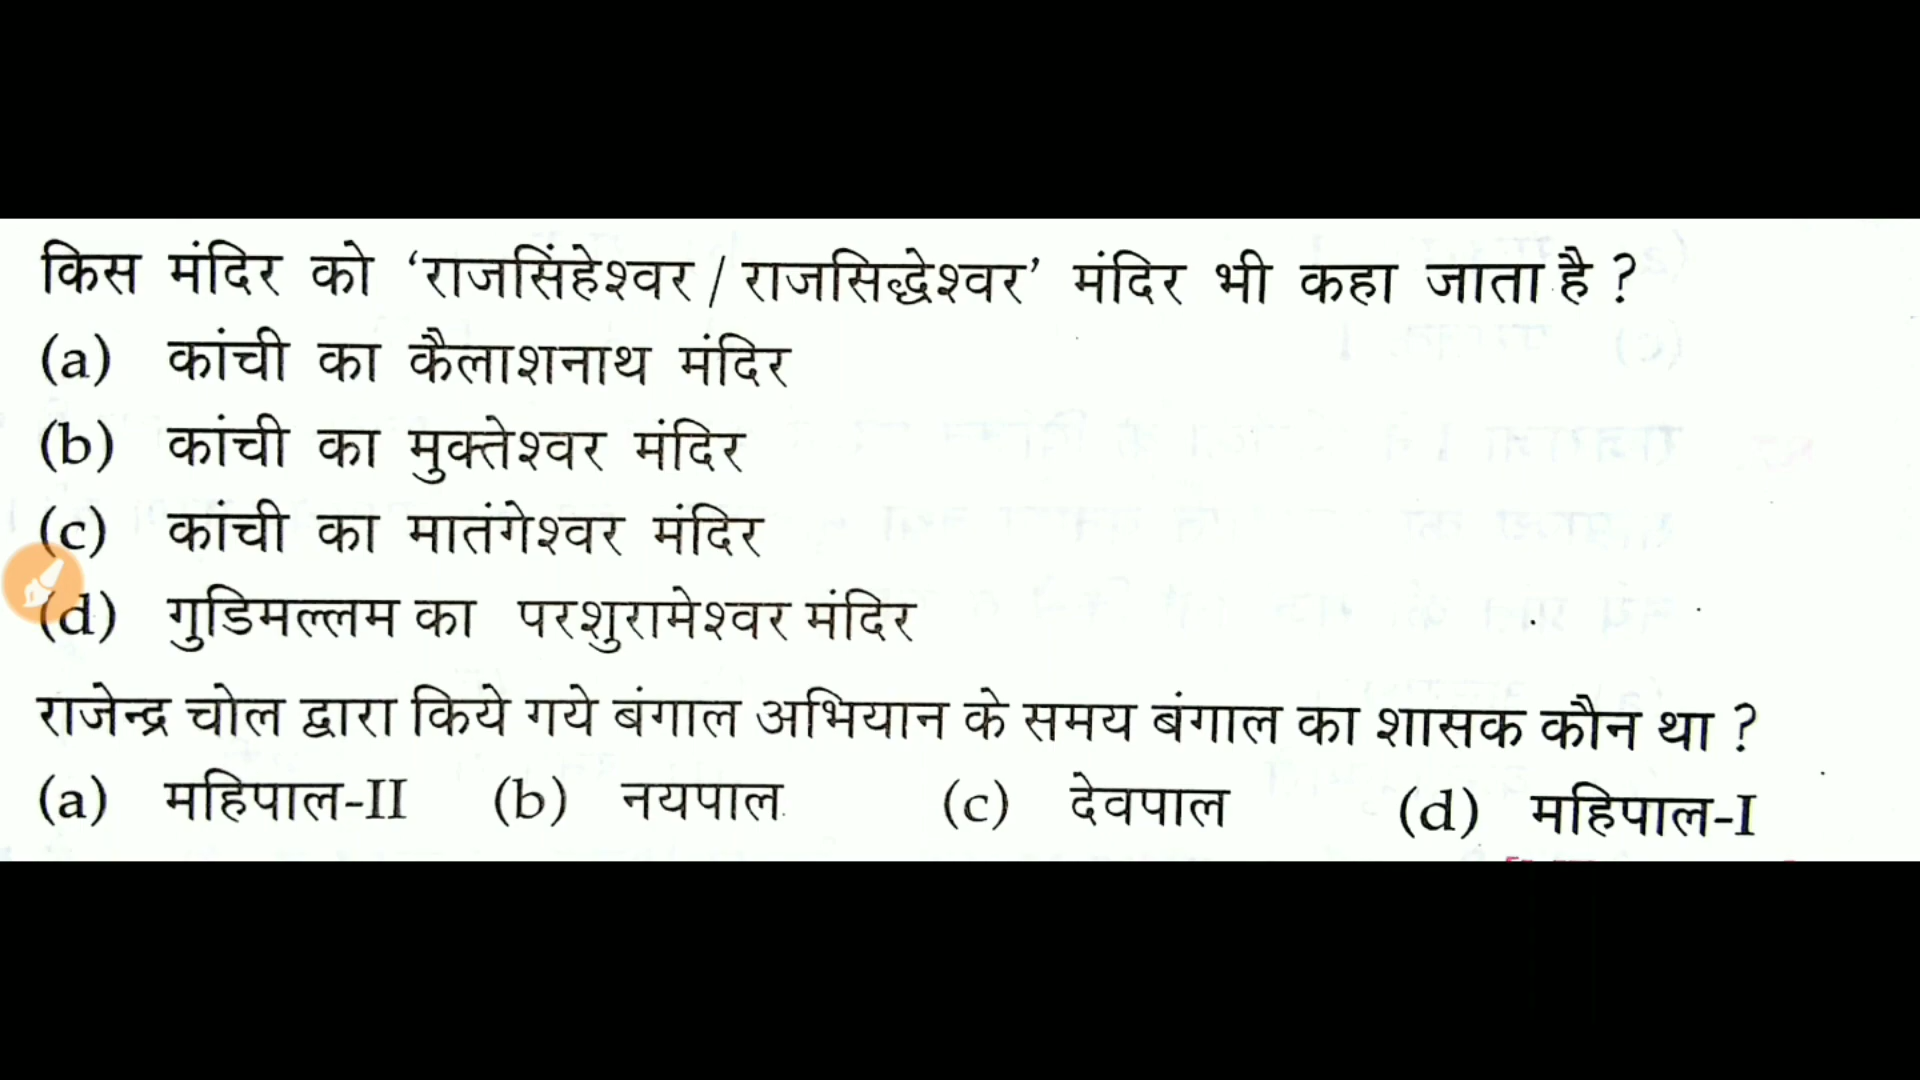 किस मंदिर को ‘राजसिंहेश्वर / राजसिद्धेश्वर’ मंदिर भी कहा जाता है ?
(a) कांची का कैलाशनाथ मंदिर
(b) कांची का मुक्तेश्वर मंदिर
(c) कांची का मातंगेश्वर मंदिर
(d) गुडिमल्लम का परशुरामेश्वर मंदिर
राजेन्द्र चोल द्वारा किये गये बंगाल अभियान के समय बंगाल का शासक कौन था ?
(a) महिपाल-II (b) नयपाल (c) देवपाल (d) महिपाल-I